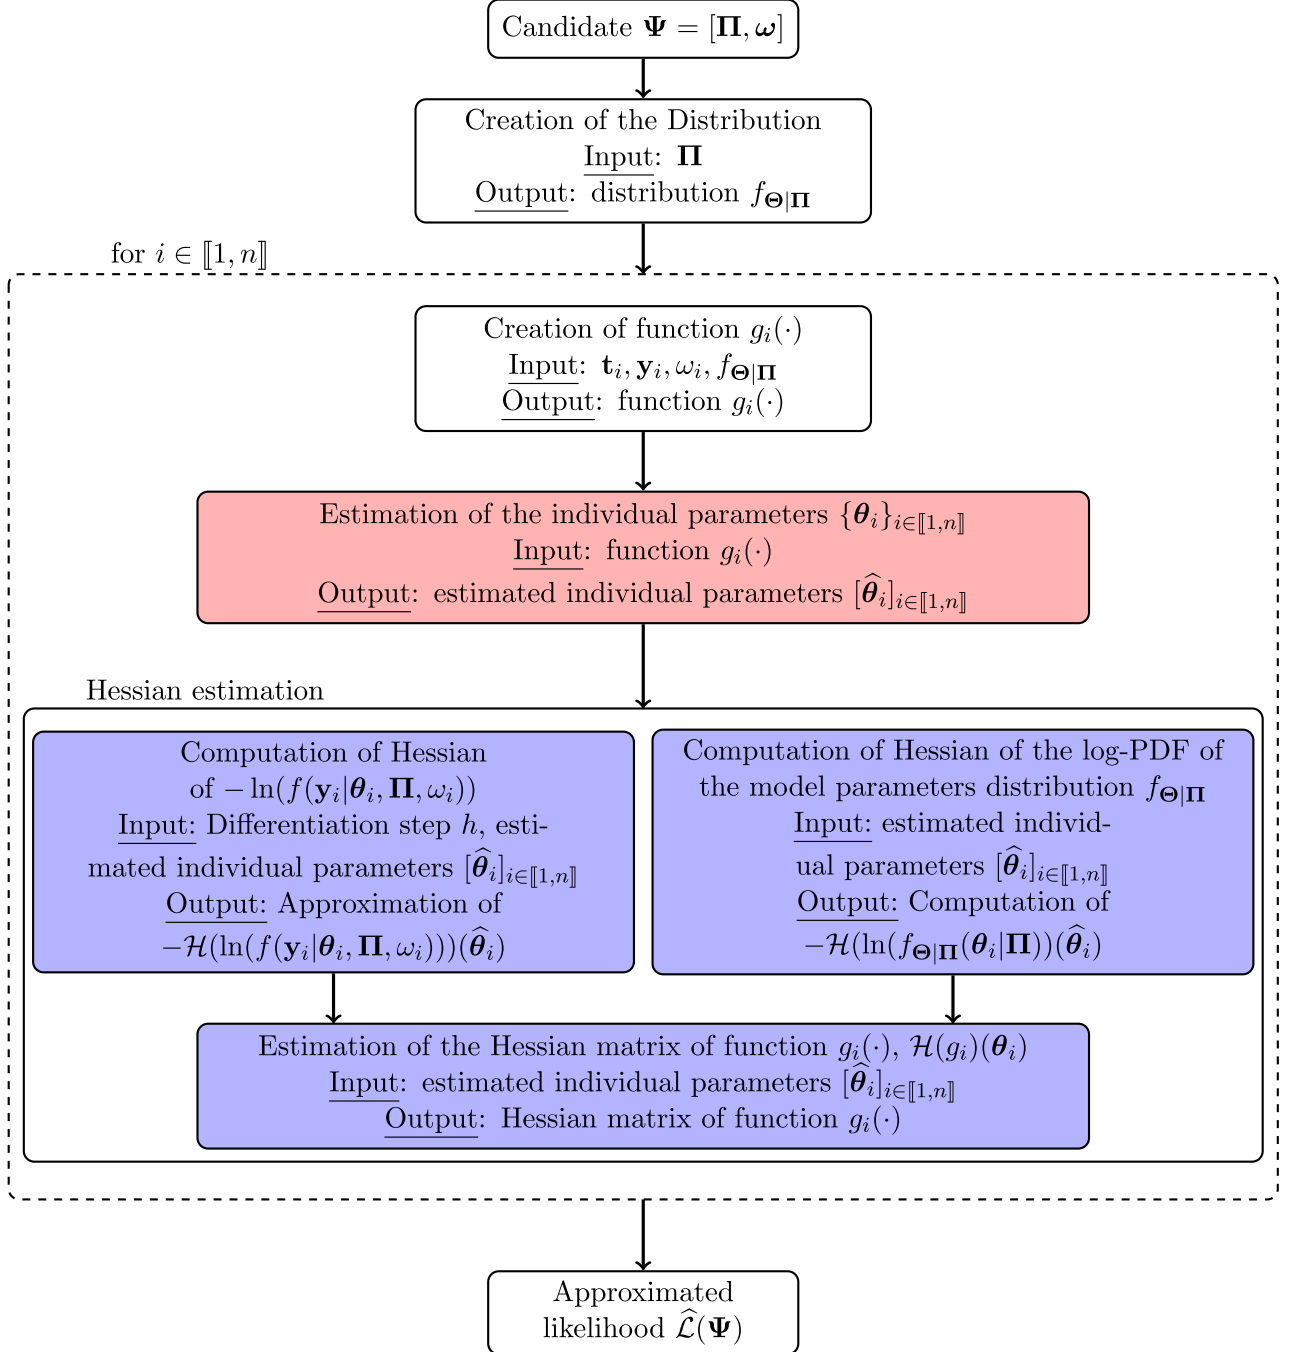 Candidate 𝚿 = [𝚷, 𝝎]
Creation of the Distribution
Input: 𝚷
Output: distribution f_{𝚯|𝚷}
for i ∈ ⟦1, n⟧
Creation of function g_i(·)
Input: 𝐭_i, 𝐲_i, ω_i, f_{𝚯|𝚷}
Output: function g_i(·)
Estimation of the individual parameters {𝜽_i}_{i∈⟦1,n⟧}
Input: function g_i(·)
Output: estimated individual parameters [𝜽̂_i]_{i∈⟦1,n⟧}
Hessian estimation
Computation of Hessian
of − ln(f(𝐲_i|𝜽_i, 𝚷, ω_i))
Input: Differentiation step h, esti-
mated individual parameters [𝜽̂_i]_{i∈⟦1,n⟧}
Output: Approximation of
−ℋ(ln(f(𝐲_i|𝜽_i, 𝚷, ω_i)))(𝜽̂_i)
Computation of Hessian of the log-PDF of
the model parameters distribution f_{𝚯|𝚷}
Input: estimated individ-
ual parameters [𝜽̂_i]_{i∈⟦1,n⟧}
Output: Computation of
−ℋ(ln(f_{𝚯|𝚷}(𝜽_i|𝚷))(𝜽̂_i)
Estimation of the Hessian matrix of function g_i(·), ℋ(g_i)(𝜽_i)
Input: estimated individual parameters [𝜽̂_i]_{i∈⟦1,n⟧}
Output: Hessian matrix of function g_i(·)
Approximated
likelihood ℒ̂(𝚿)